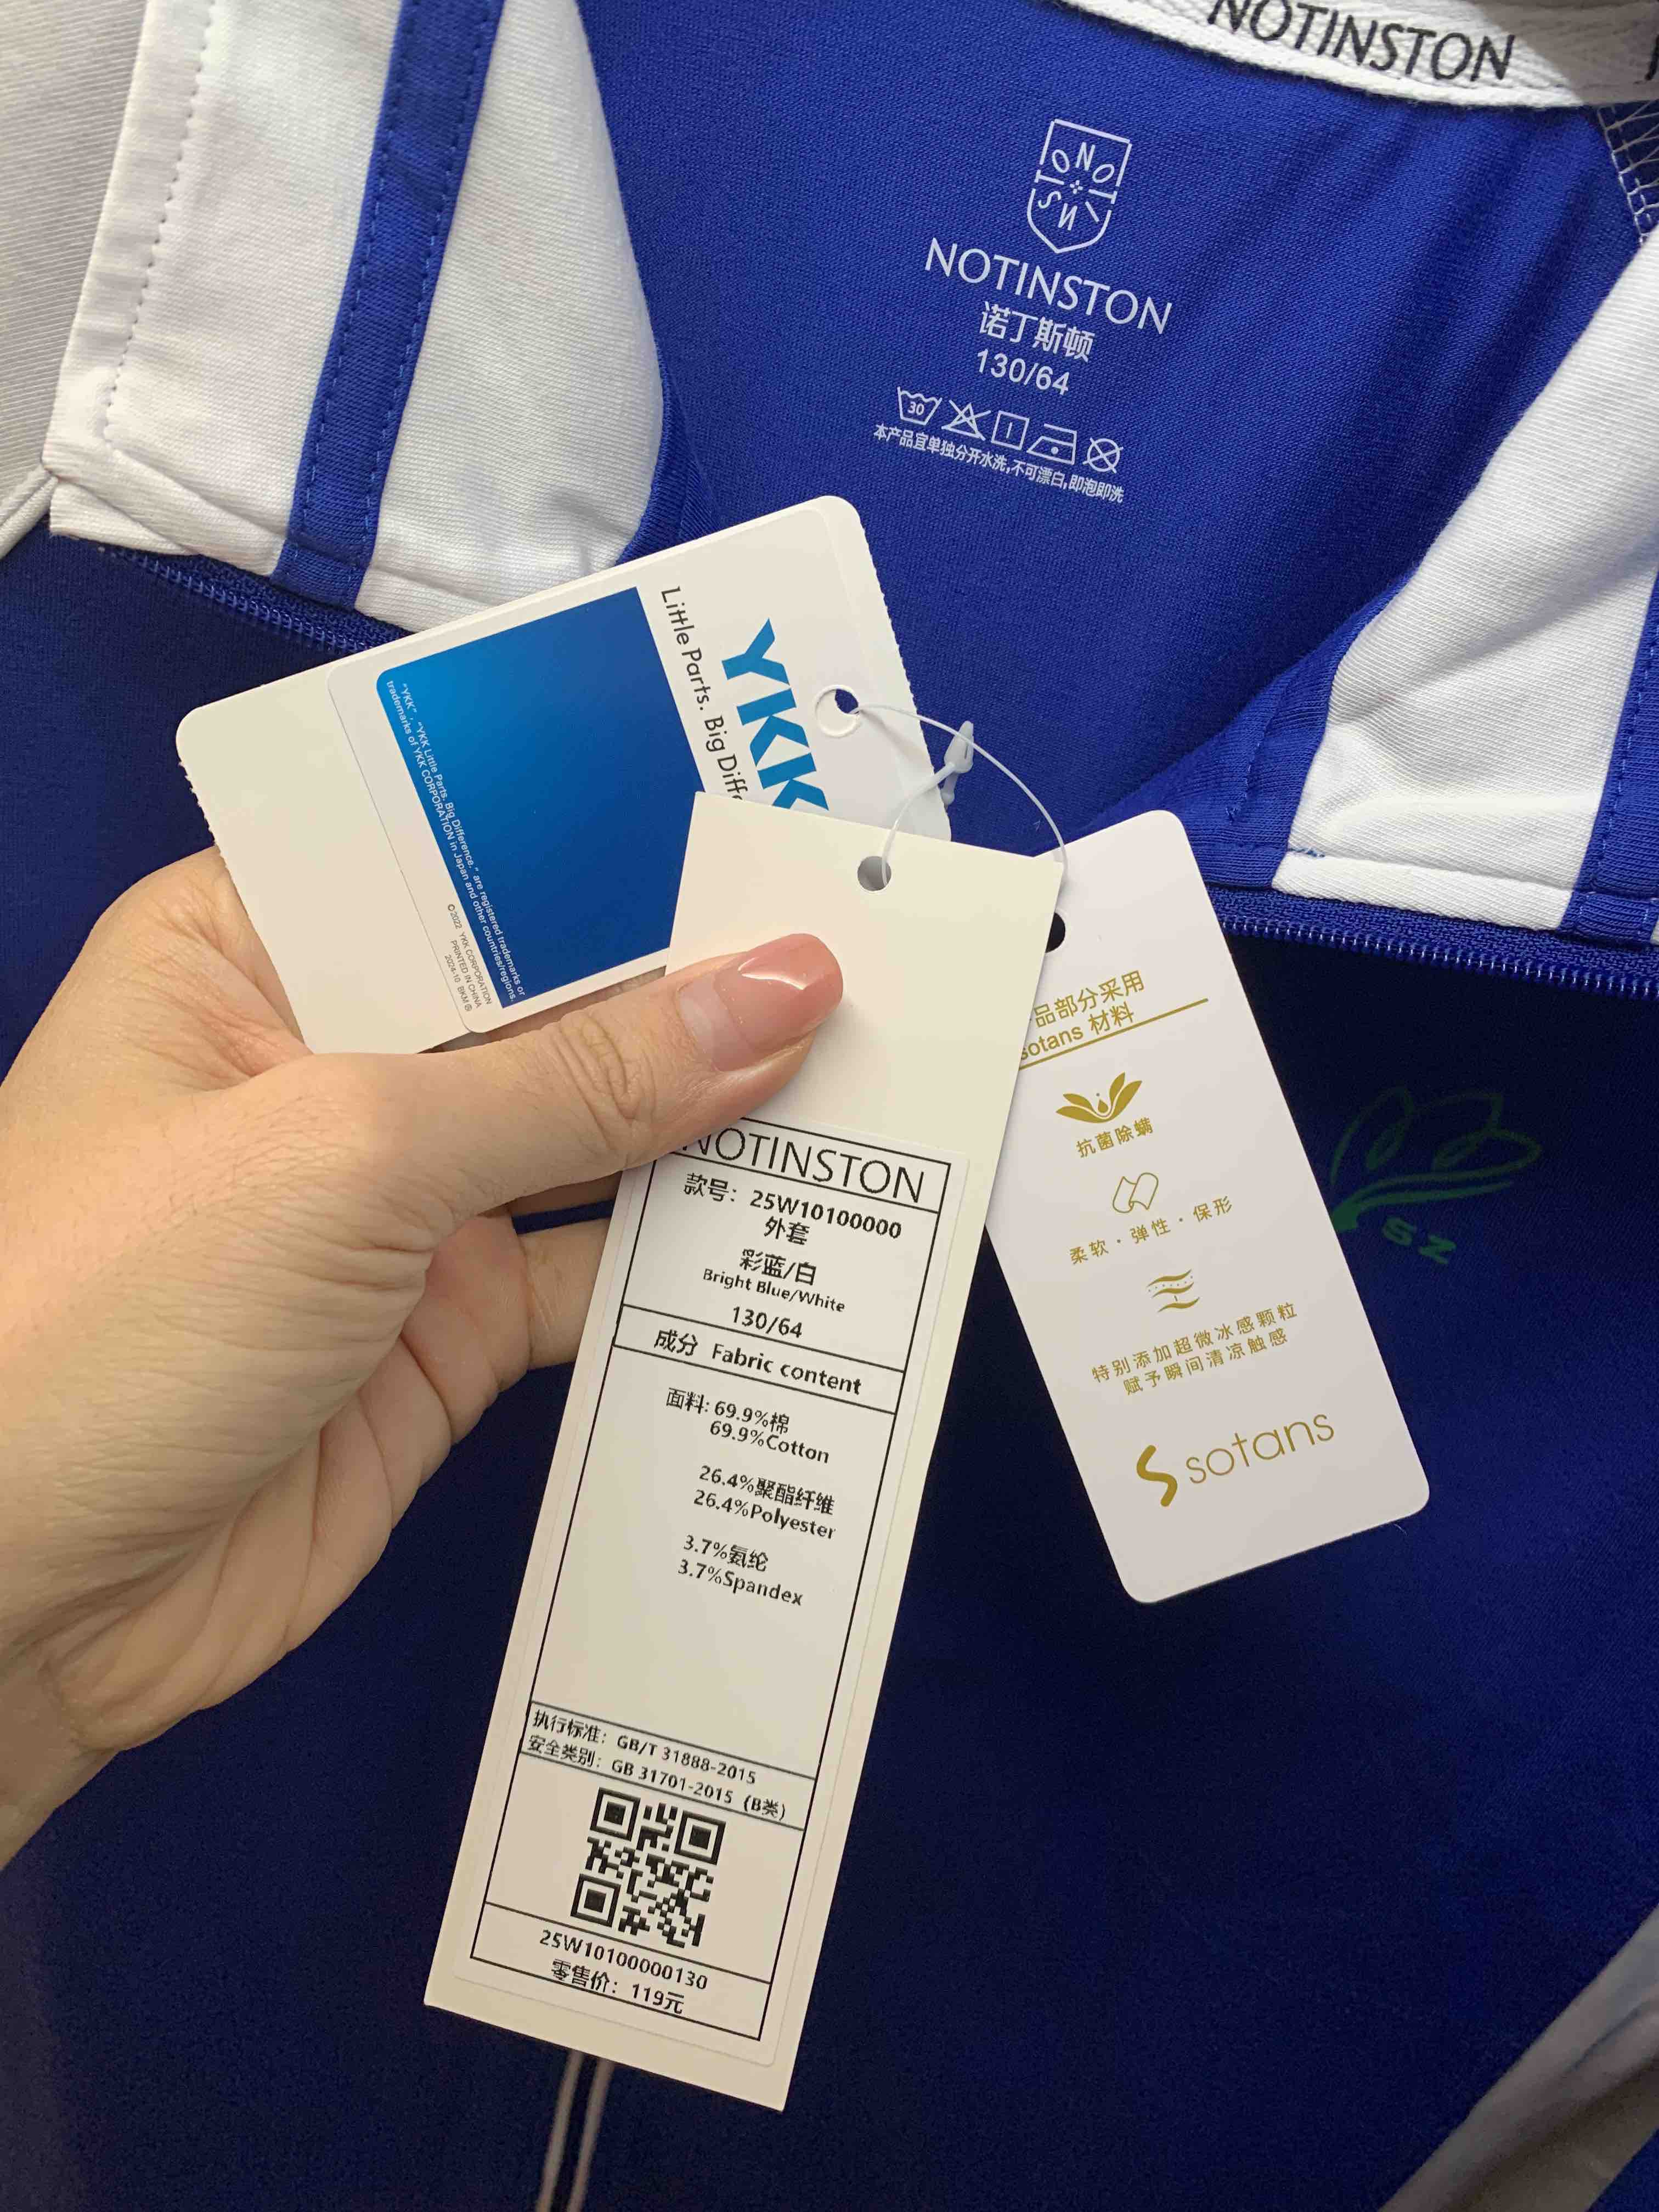 NOTINSTON
NOTINSTON
诺丁斯顿
130/64
30
本产品宜单独分开水洗,不可漂白,即泡即洗
YKK
Little Parts. Big Diffe
"YKK", "YKK Little Parts. Big Difference." are registered trademarks or
trademarks of YKK CORPORATION in Japan and other countries/regions.
©2022 YKK CORPORATION
PRINTED IN CHINA
2024-10 BKM®
品部分采用
sotans 材料
抗菌除螨
柔软·弹性·保形
特别添加超微冰感颗粒
赋予瞬间清凉触感
sotans
SZ
NOTINSTON
款号：25W10100000
外套
彩蓝/白
Bright Blue/White
130/64
成分 Fabric content
面料: 69.9%棉
69.9%Cotton
26.4%聚酯纤维
26.4%Polyester
3.7%氨纶
3.7%Spandex
执行标准：GB/T 31888-2015
安全类别：GB 31701-2015 (B类)
25W10100000130
零售价：119元